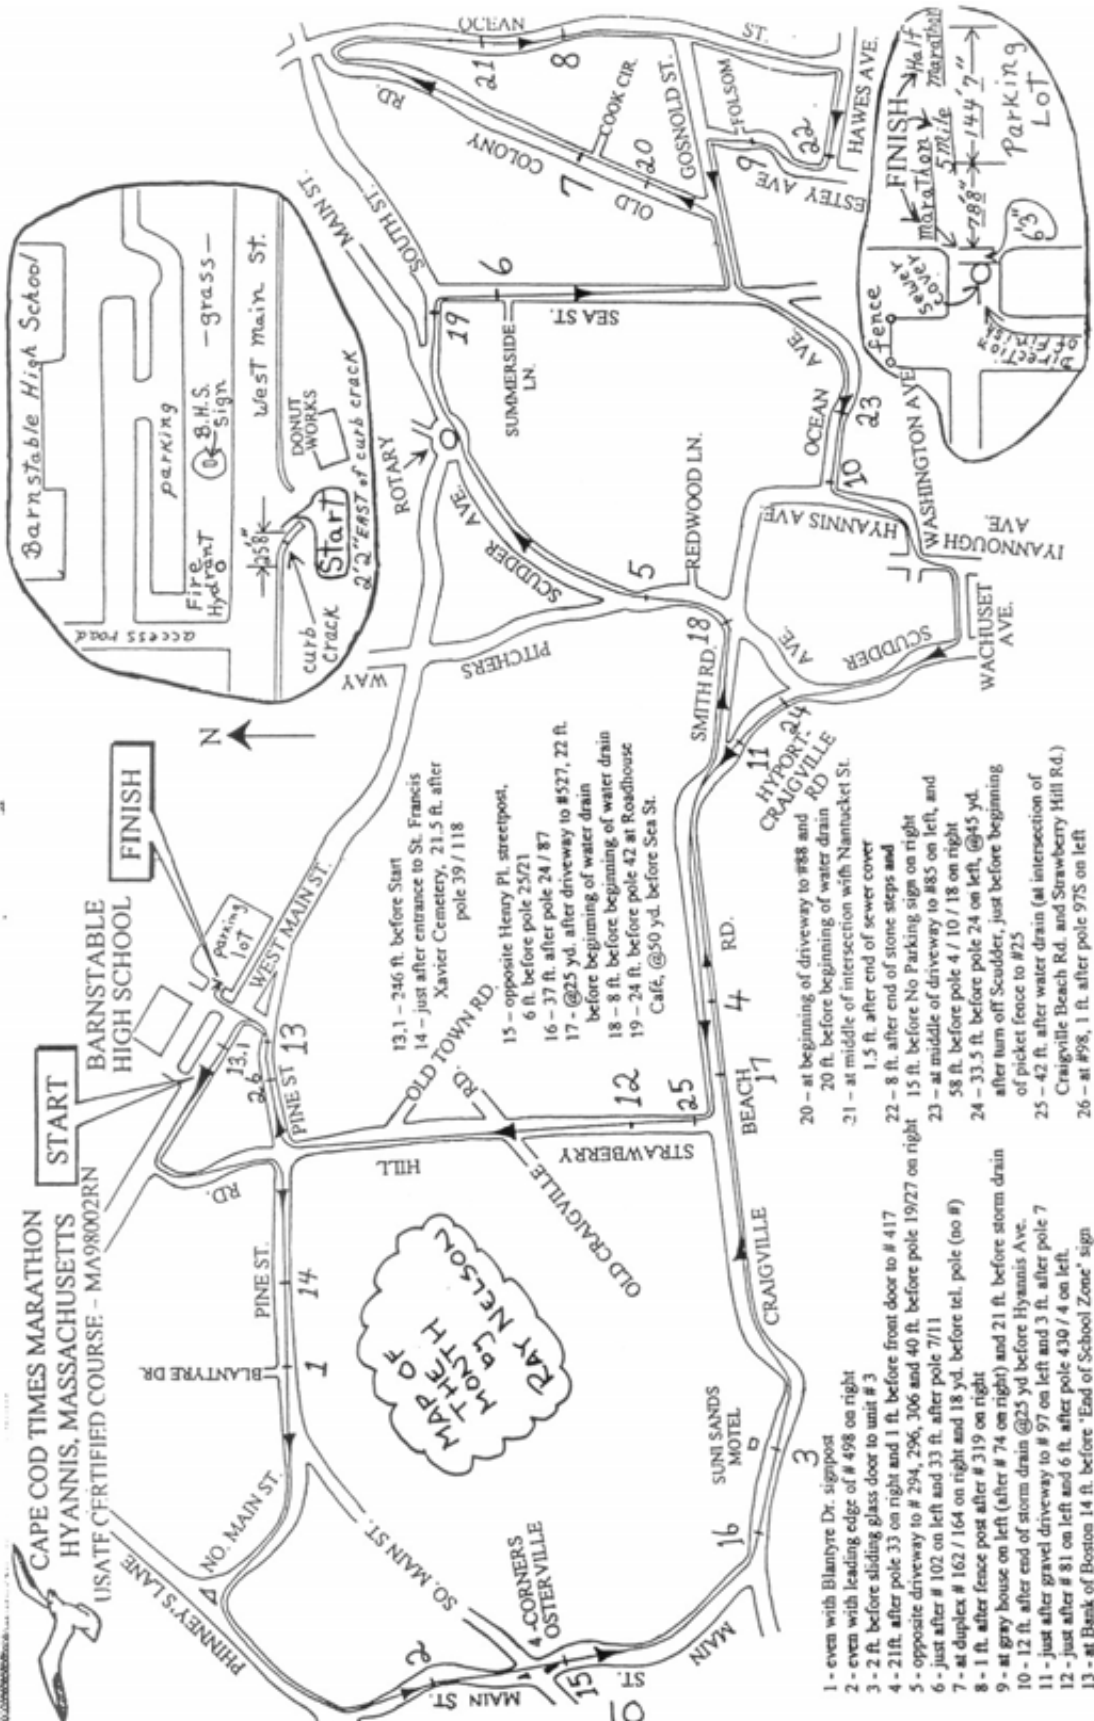 CAPE COD TIMES MARATHON
HYANNIS, MASSACHUSETTS
USATF CERTIFIED COURSE – MA98002RN
START
BARNSTABLE
HIGH SCHOOL
FINISH
parking
lot
N
Barnstable High School
parking
access road
Fire
Hydrant
B.H.S.
sign
—grass—
West Main St.
25'8"
curb
crack
Start
2'2" EAST of curb crack
DONUT
WORKS
FINISH
marathon
5 mile
Half
marathon
fence
sewer
cover
78'8"
144'7"
6'3"
Parking
Lot
direction
of finish
PHINNEY'S LANE
NO. MAIN ST.
BLANTYRE DR.
PINE ST.
RD.
PINE ST
WEST MAIN ST.
WAY
PITCHERS
ROTARY
MAIN ST.
SOUTH ST.
OCEAN
ST.
RD.
COLONY
OLD
COOK CIR.
GOSNOLD ST.
FOLSOM
ESTEY AVE
HAWES AVE.
SEA ST.
SUMMERSIDE
LN.
SCUDDER
AVE.
REDWOOD LN.
OCEAN
AVE.
HYANNIS AVE
WASHINGTON AVE
IYANNOUGH
AVE.
WACHUSET
AVE.
SCUDDER
AVE.
SMITH RD.
HYPORT-
CRAIGVILLE
RD
CRAIGVILLE
BEACH
RD.
STRAWBERRY
HILL
OLD TOWN RD.
OLD CRAIGVILLE
RD.
SO. MAIN ST.
MAIN ST.
4-CORNERS
OSTERVILLE
ST.
MAIN
SUNI SANDS
MOTEL
MAP OF
THE
MONTH
BY
RAY NELSON
1
2
3
4
5
6
7
8
9
10
11
12
13
13.1
14
15
16
17
18
19
20
21
22
23
24
25
26
10
1 - even with Blantyre Dr. signpost
2 - even with leading edge of # 498 on right
3 - 2 ft. before sliding glass door to unit # 3
4 - 21ft. after pole 33 on right and 1 ft. before front door to # 417
5 - opposite driveway to # 294, 296, 306 and 40 ft. before pole 19/27 on right
6 - just after # 102 on left and 33 ft. after pole 7/11
7 - at duplex # 162 / 164 on right and 18 yd. before tel. pole (no #)
8 - 1 ft. after fence post after # 319 on right
9 - at gray house on left (after # 74 on right) and 21 ft. before storm drain
10 - 12 ft. after end of storm drain @25 yd before Hyannis Ave.
11 - just after gravel driveway to # 97 on left and 3 ft. after pole 7
12 - just after # 81 on left and 6 ft. after pole 430 / 4 on left
13 - at Bank of Boston 14 ft. before "End of School Zone" sign
13.1 – 246 ft. before Start
14 – just after entrance to St. Francis
Xavier Cemetery, 21.5 ft. after
pole 39 / 118
15 – opposite Henry Pl. streetpost,
6 ft. before pole 25/21
16 – 37 ft. after pole 24 / 87
17 - @25 yd. after driveway to #527, 22 ft.
before beginning of water drain
18 – 8 ft. before beginning of water drain
19 – 24 ft. before pole 42 at Roadhouse
Café, @50 yd. before Sea St.
20 – at beginning of driveway to #88 and
20 ft. before beginning of water drain
21 – at middle of intersection with Nantucket St.
1.5 ft. after end of sewer cover
22 – 8 ft. after end of stone steps and
15 ft. before No Parking sign on right
23 – at middle of driveway to #85 on left, and
58 ft. before pole 4 / 10 / 18 on right
24 – 33.5 ft. before pole 24 on left, @45 yd.
after turn off Scudder, just before beginning
of picket fence to #25
25 – 42 ft. after water drain (at intersection of
Craigville Beach Rd. and Strawberry Hill Rd.)
26 – at #98, 1 ft. after pole 97S on left